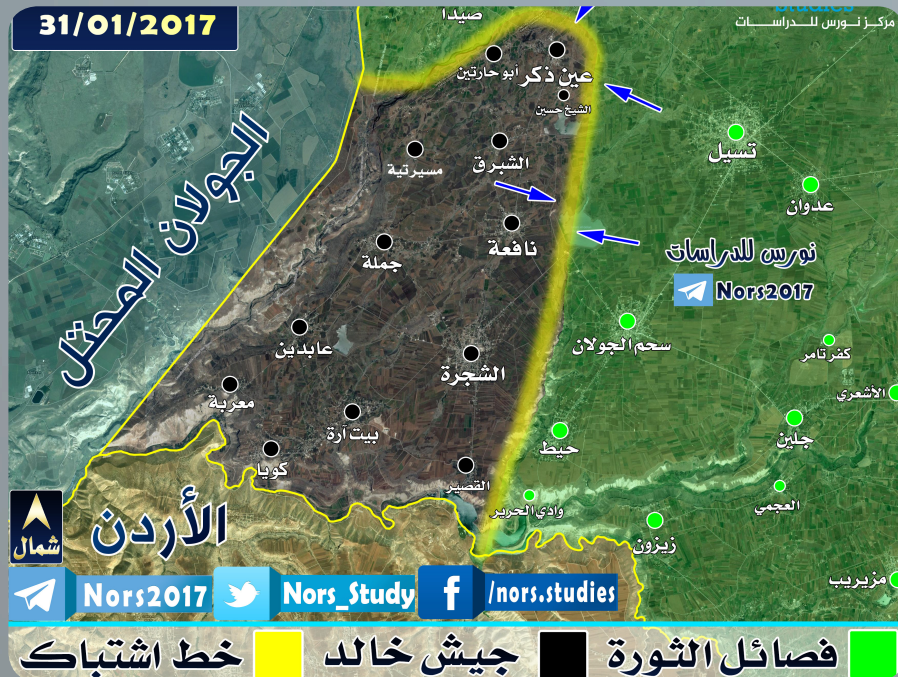 31/01/2017
Studies
مركز نورس للدراسات
صيدا
أبو حارتين
عين ذكر
الشيخ حسين
الجولان المحتل
مسيرتية
الشبرق
تسيل
عدوان
نافعة
جملة
نورس للدراسات
Nors2017
عابدين
الشجرة
سحم الجولان
كفر تامر
معربة
بيت آرة
الأشعري
جلين
حيط
كويا
القصير
وادي الحرير
العجمي
زيزون
الأردن
شمال
مزيريب
Nors2017
Nors_Study
/nors.studies
فصائل الثورة
جيش خالد
خط اشتباك